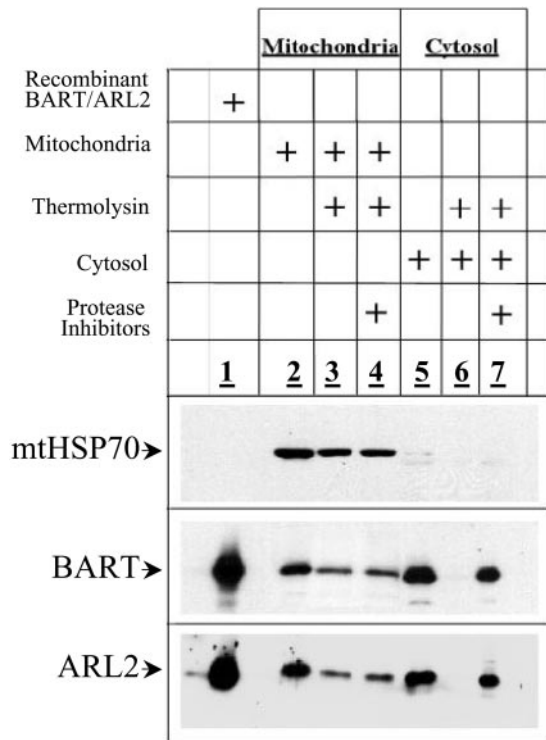 Mitochondria Cytosol
Recombinant
BART/ARL2 +
Mitochondria + + +
Thermolysin + + + +
Cytosol + + +
Protease
Inhibitors + +
1 2 3 4 5 6 7
mtHSP70
BART
ARL2